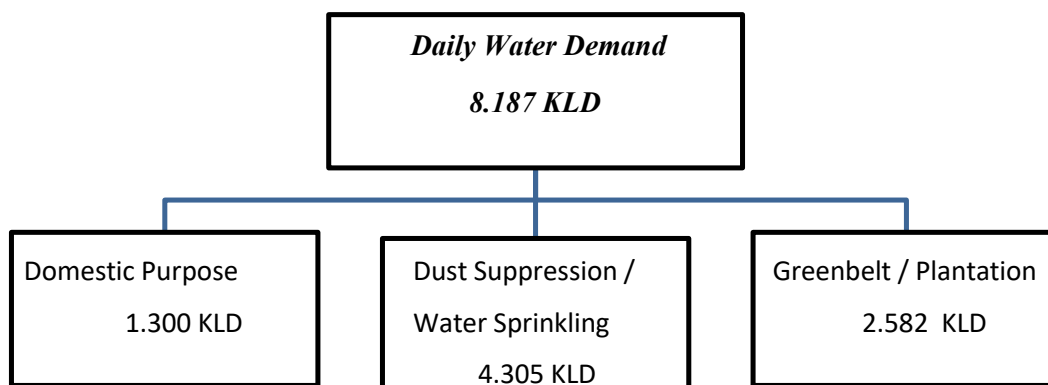 Daily Water Demand
8.187 KLD
Domestic Purpose
1.300 KLD
Dust Suppression /
Water Sprinkling
4.305 KLD
Greenbelt / Plantation
2.582 KLD